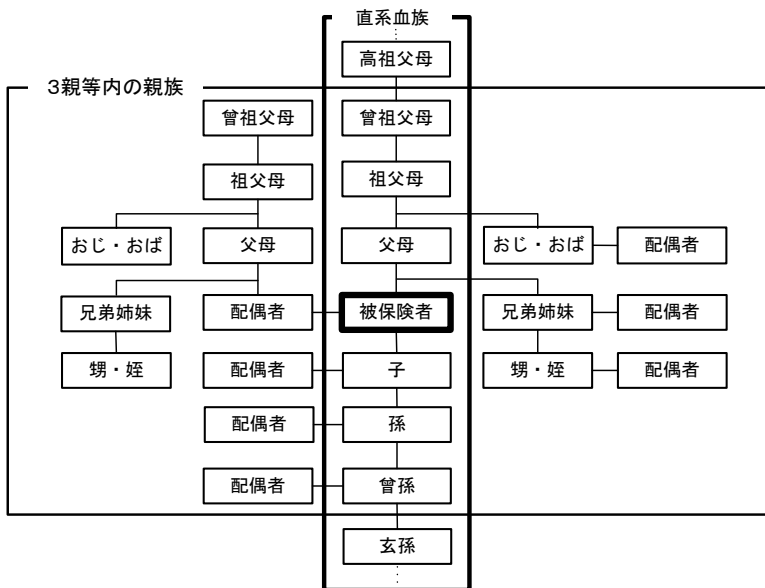 直系血族
高祖父母
3親等内の親族
曾祖父母
曾祖父母
祖父母
祖父母
おじ・おば
父母
父母
おじ・おば
配偶者
兄弟姉妹
配偶者
被保険者
兄弟姉妹
配偶者
甥・姪
配偶者
子
甥・姪
配偶者
配偶者
孫
配偶者
曾孫
玄孫